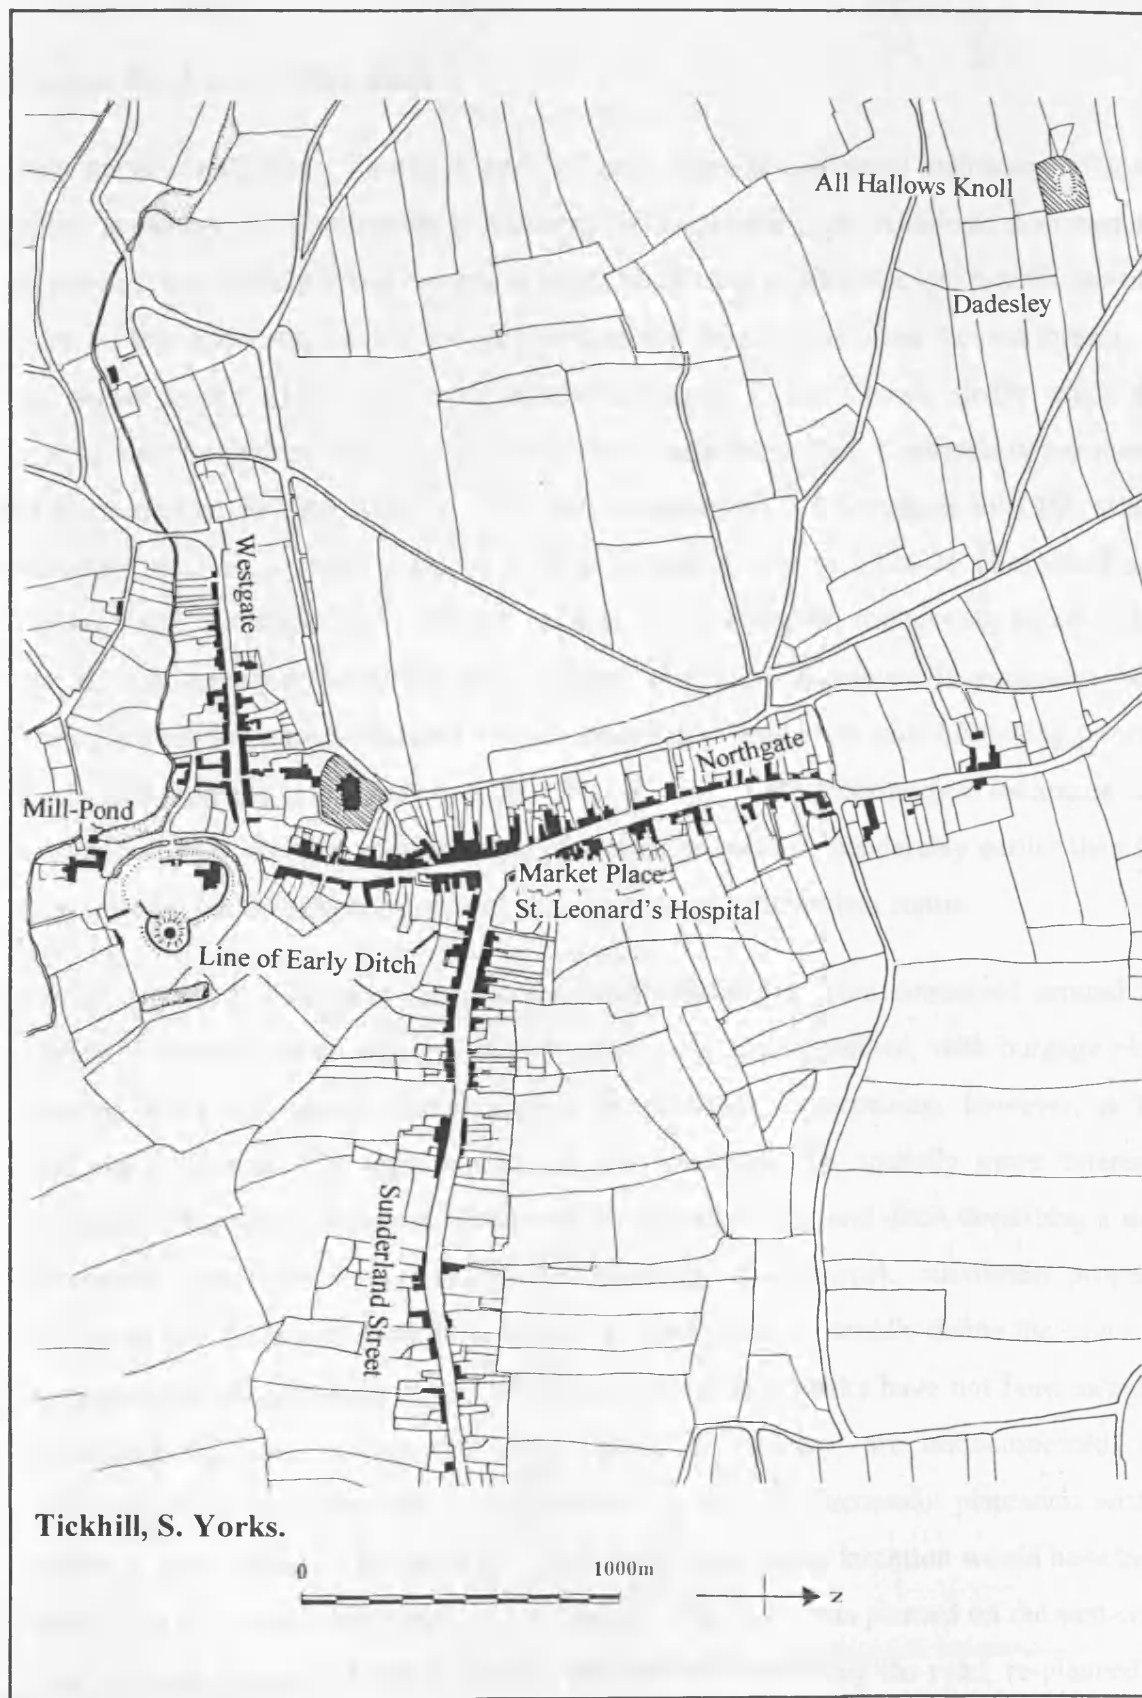 All Hallows Knoll
Dadesley
Westgate
Northgate
Mill-Pond
Market Place
St. Leonard's Hospital
Line of Early Ditch
Sunderland Street
Tickhill, S. Yorks.
0 1000m
N